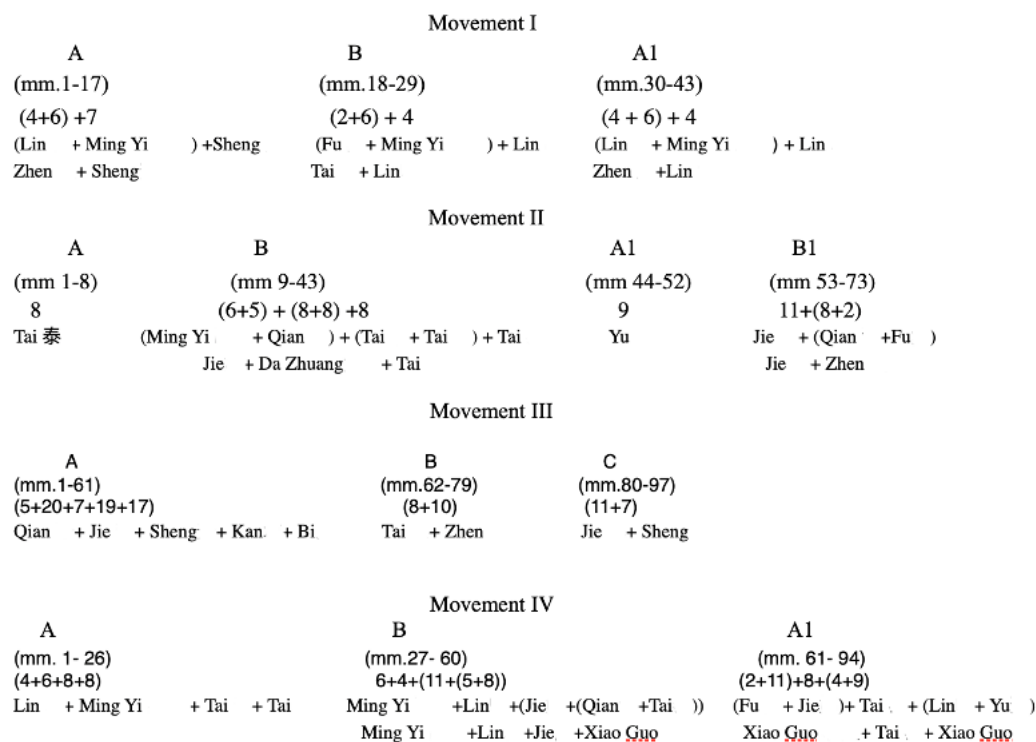 Movement I
A B A1
(mm.1-17) (mm.18-29) (mm.30-43)
(4+6) +7 (2+6) + 4 (4 + 6) + 4
(Lin + Ming Yi ) +Sheng (Fu + Ming Yi ) + Lin (Lin + Ming Yi ) + Lin
Zhen + Sheng Tai + Lin Zhen +Lin
Movement II
A B A1 B1
(mm 1-8) (mm 9-43) (mm 44-52) (mm 53-73)
8 (6+5) + (8+8) +8 9 11+(8+2)
Tai 泰 (Ming Yi + Qian ) + (Tai + Tai ) + Tai Yu Jie + (Qian +Fu )
Jie + Da Zhuang + Tai Jie + Zhen
Movement III
A B C
(mm.1-61) (mm.62-79) (mm.80-97)
(5+20+7+19+17) (8+10) (11+7)
Qian + Jie + Sheng + Kan + Bi Tai + Zhen Jie + Sheng
Movement IV
A B A1
(mm. 1- 26) (mm.27- 60) (mm. 61- 94)
(4+6+8+8) 6+4+(11+(5+8)) (2+11)+8+(4+9)
Lin + Ming Yi + Tai + Tai Ming Yi +Lin +(Jie +(Qian +Tai )) (Fu + Jie )+ Tai + (Lin + Yu )
Ming Yi +Lin +Jie +Xiao Guo Xiao Guo + Tai + Xiao Guo